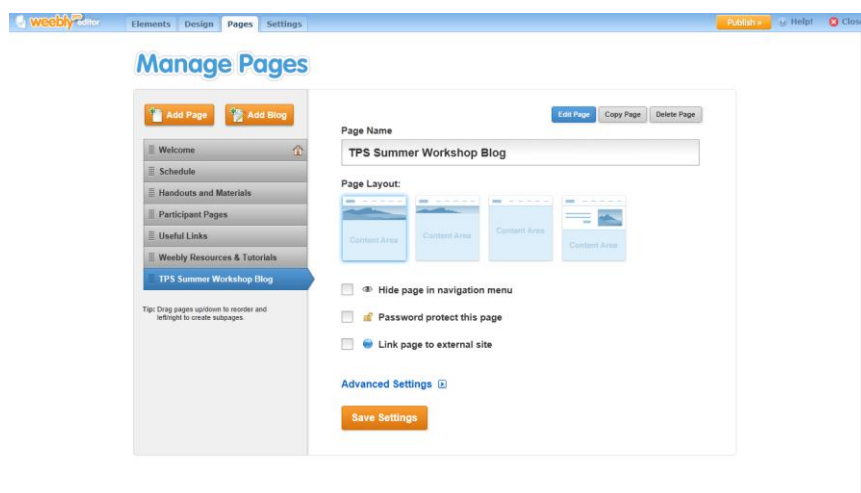 weebly editor
Elements Design Pages Settings
Publish » Help! Close
Manage Pages
Add Page Add Blog
Edit Page Copy Page Delete Page
Page Name
TPS Summer Workshop Blog
Welcome
Schedule
Handouts and Materials
Participant Pages
Useful Links
Weebly Resources & Tutorials
TPS Summer Workshop Blog
Tip: Drag pages up/down to reorder and
left/right to create subpages.
Page Layout:
Content Area Content Area Content Area Content Area
Hide page in navigation menu
Password protect this page
Link page to external site
Advanced Settings
Save Settings